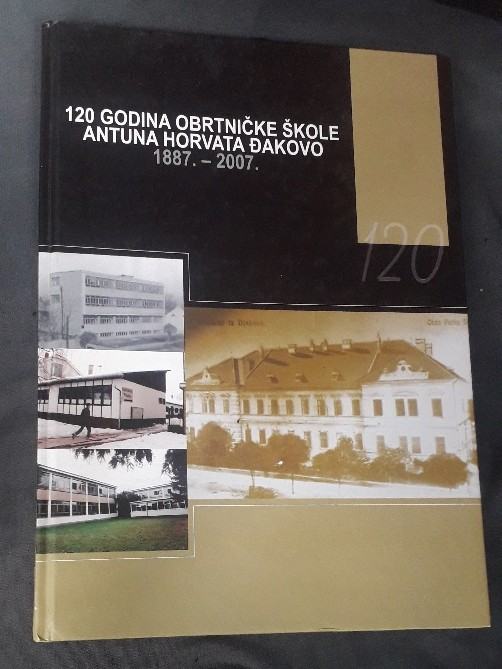 120 GODINA OBRTNIČKE ŠKOLE
ANTUNA HORVATA ĐAKOVO
1887. – 2007.
120